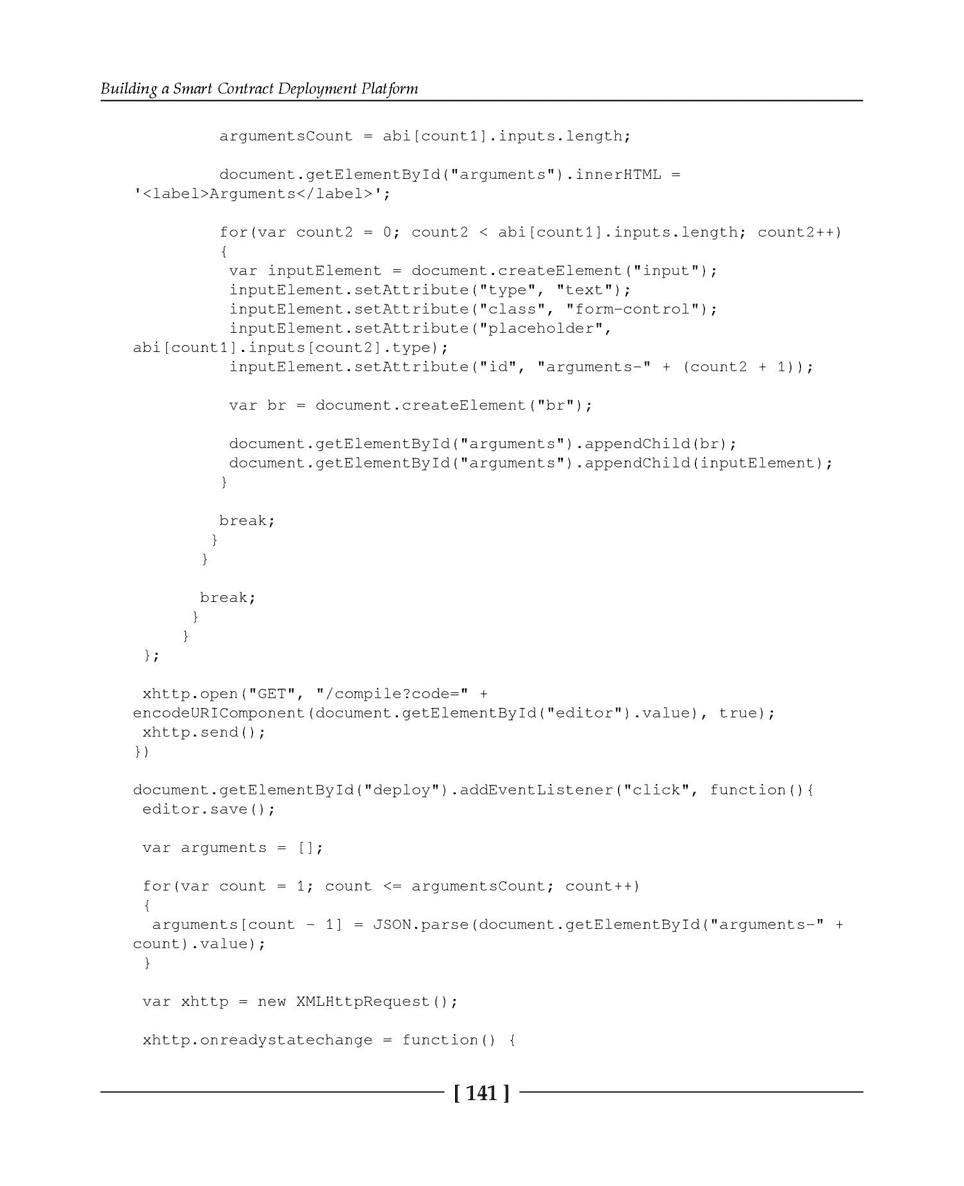 Building a Smart Contract Deployment Platform
argumentsCount = abi[count1].inputs.length;
document.getElementById("arguments").innerHTML =
'<label>Arguments</label>';
for(var count2 = 0; count2 < abi[count1].inputs.length; count2++)
{
var inputElement = document.createElement("input");
inputElement.setAttribute("type", "text");
inputElement.setAttribute("class", "form-control");
inputElement.setAttribute("placeholder",
abi[count1].inputs[count2].type);
inputElement.setAttribute("id", "arguments-" + (count2 + 1));
var br = document.createElement("br");
document.getElementById("arguments").appendChild(br);
document.getElementById("arguments").appendChild(inputElement);
}
break;
}
}
break;
}
}
};
xhttp.open("GET", "/compile?code=" +
encodeURIComponent(document.getElementById("editor").value), true);
xhttp.send();
})
document.getElementById("deploy").addEventListener("click", function(){
editor.save();
var arguments = [];
for(var count = 1; count <= argumentsCount; count++)
{
arguments[count - 1] = JSON.parse(document.getElementById("arguments-" +
count).value);
}
var xhttp = new XMLHttpRequest();
xhttp.onreadystatechange = function() {
[ 141 ]